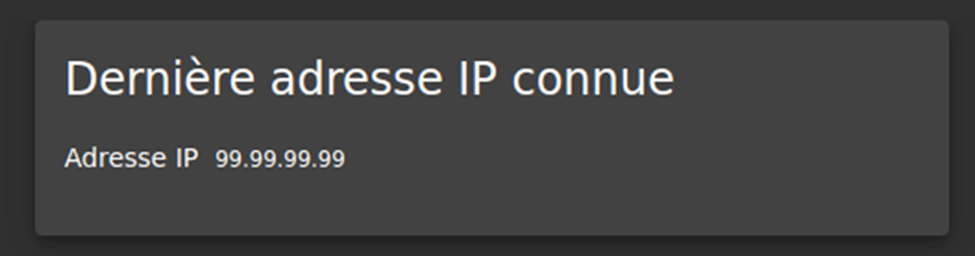 Dernière adresse IP connue
Adresse IP 99.99.99.99